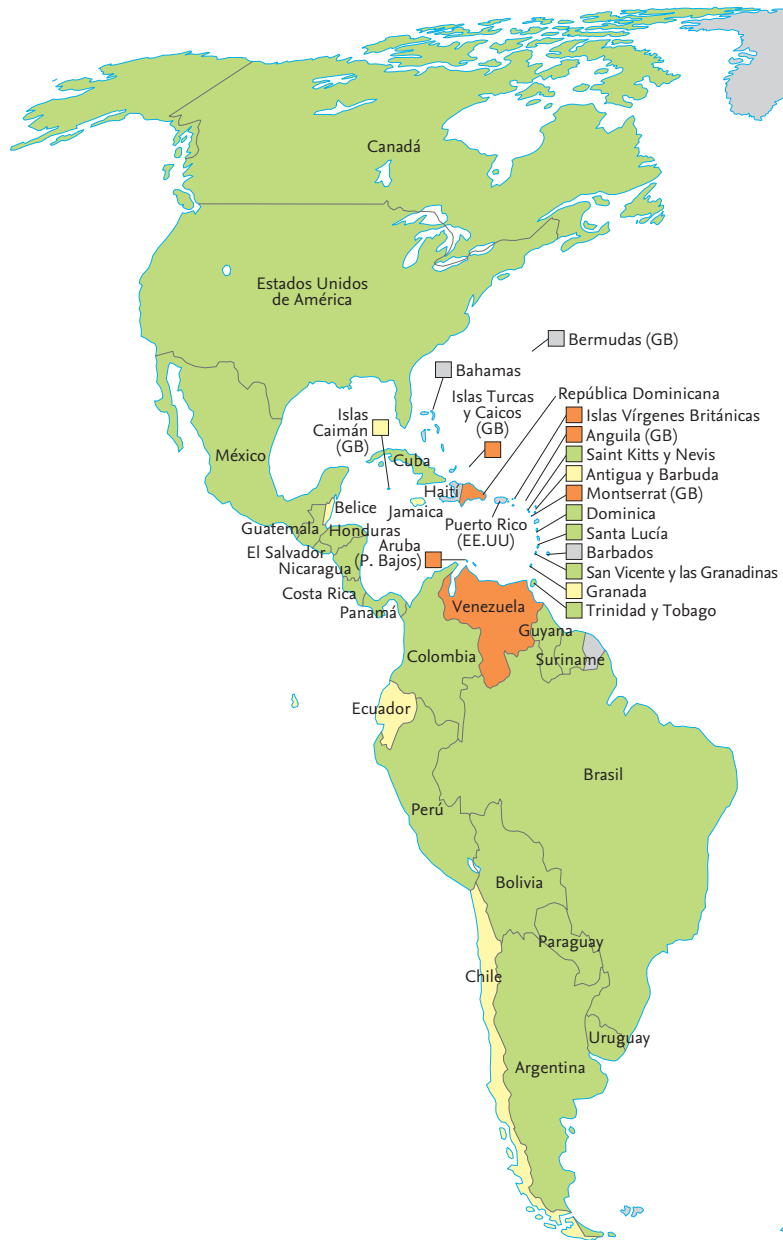 Canadá
Estados Unidos
de América
Bermudas (GB)
Bahamas
Islas Turcas
y Caicos
(GB)
República Dominicana
Islas Vírgenes Británicas
Anguila (GB)
Saint Kitts y Nevis
Antigua y Barbuda
Montserrat (GB)
Dominica
Santa Lucía
Barbados
San Vicente y las Granadinas
Granada
Trinidad y Tobago
Islas
Caimán
(GB)
México
Cuba
Haití
Belice
Jamaica
Puerto Rico
(EE.UU)
Guatemala
Honduras
El Salvador
Nicaragua
Aruba
(P. Bajos)
Costa Rica
Panamá
Venezuela
Guyana
Suriname
Colombia
Ecuador
Brasil
Perú
Bolivia
Paraguay
Chile
Uruguay
Argentina